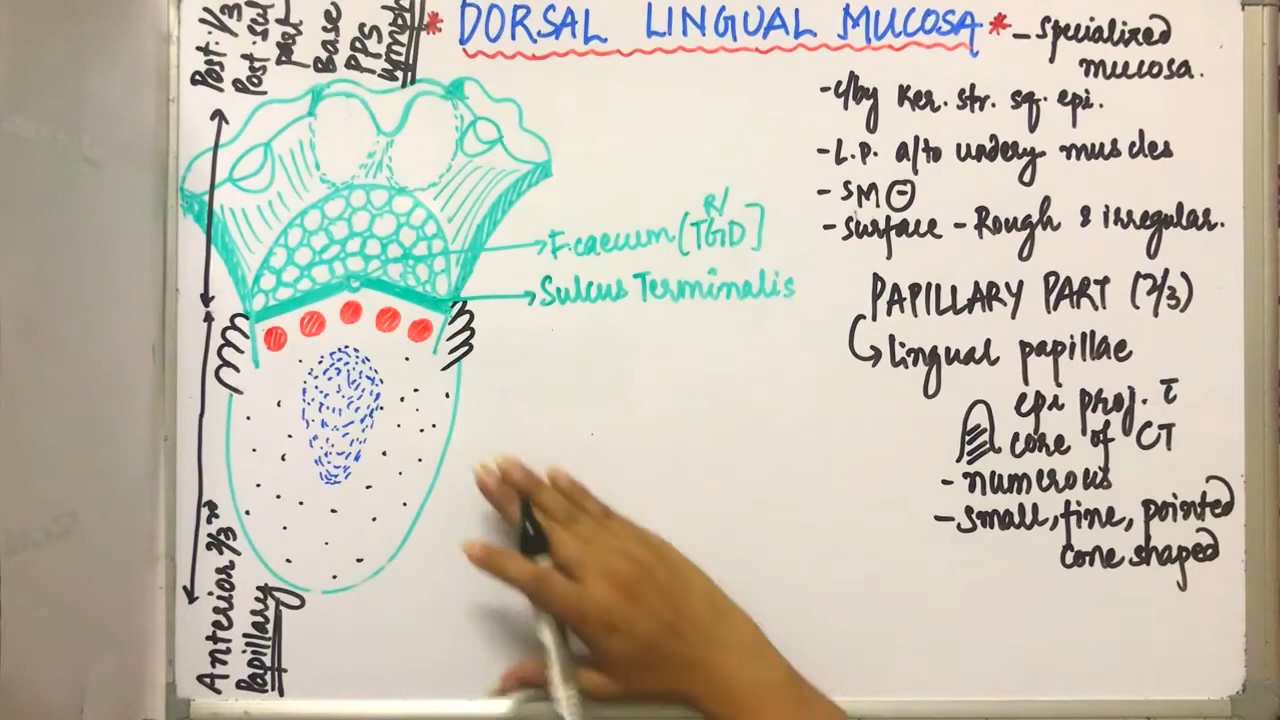 * DORSAL LINGUAL MUCOSA * - specialized
mucosa.
- c/by Ker. str. sq. epi.
- L.P. a/to underly muscles
- SM ⊖
- surface - Rough & irregular.
PAPILLARY PART (2/3)
lingual papillae
epi proj. c̄
core of CT
- numerous
- small, fine, pointed
cone shaped
Post. 1/3
Post. sul
part
Base
PPS
Lymph
R/
F. caecum (TGD]
Sulcus Terminalis
Anterior 2/3rd
Papillary